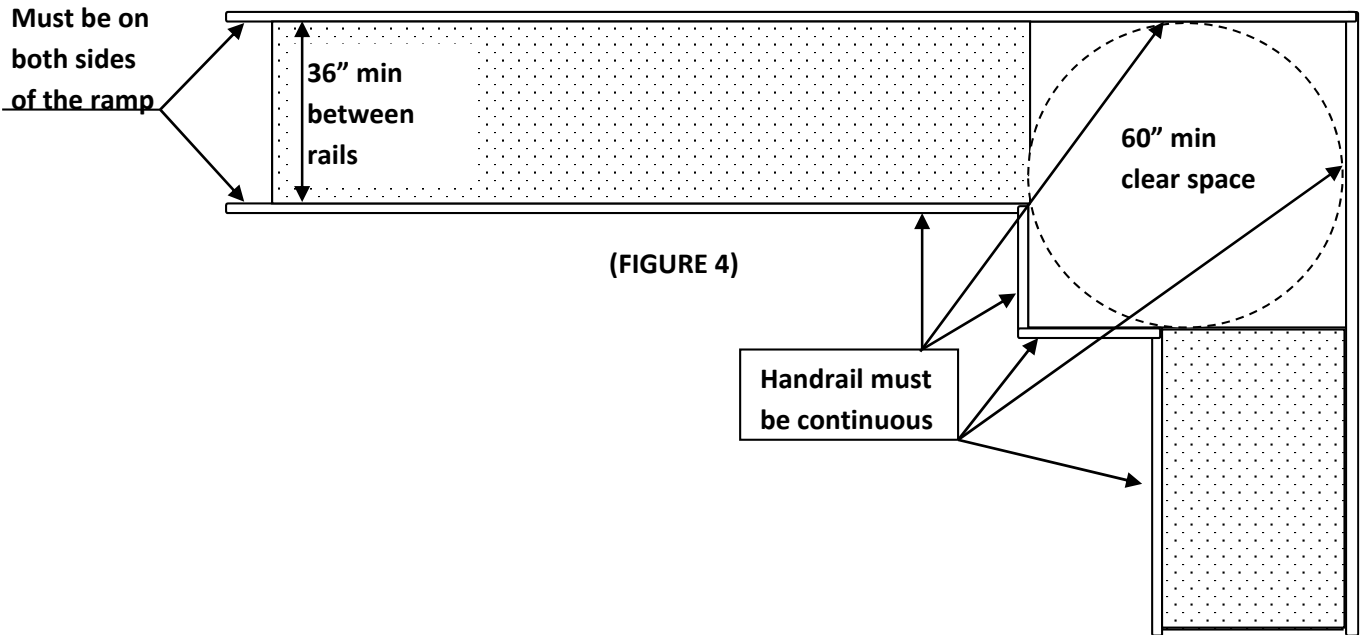 Must be on
both sides
of the ramp
36” min
between
rails
60” min
clear space
(FIGURE 4)
Handrail must
be continuous